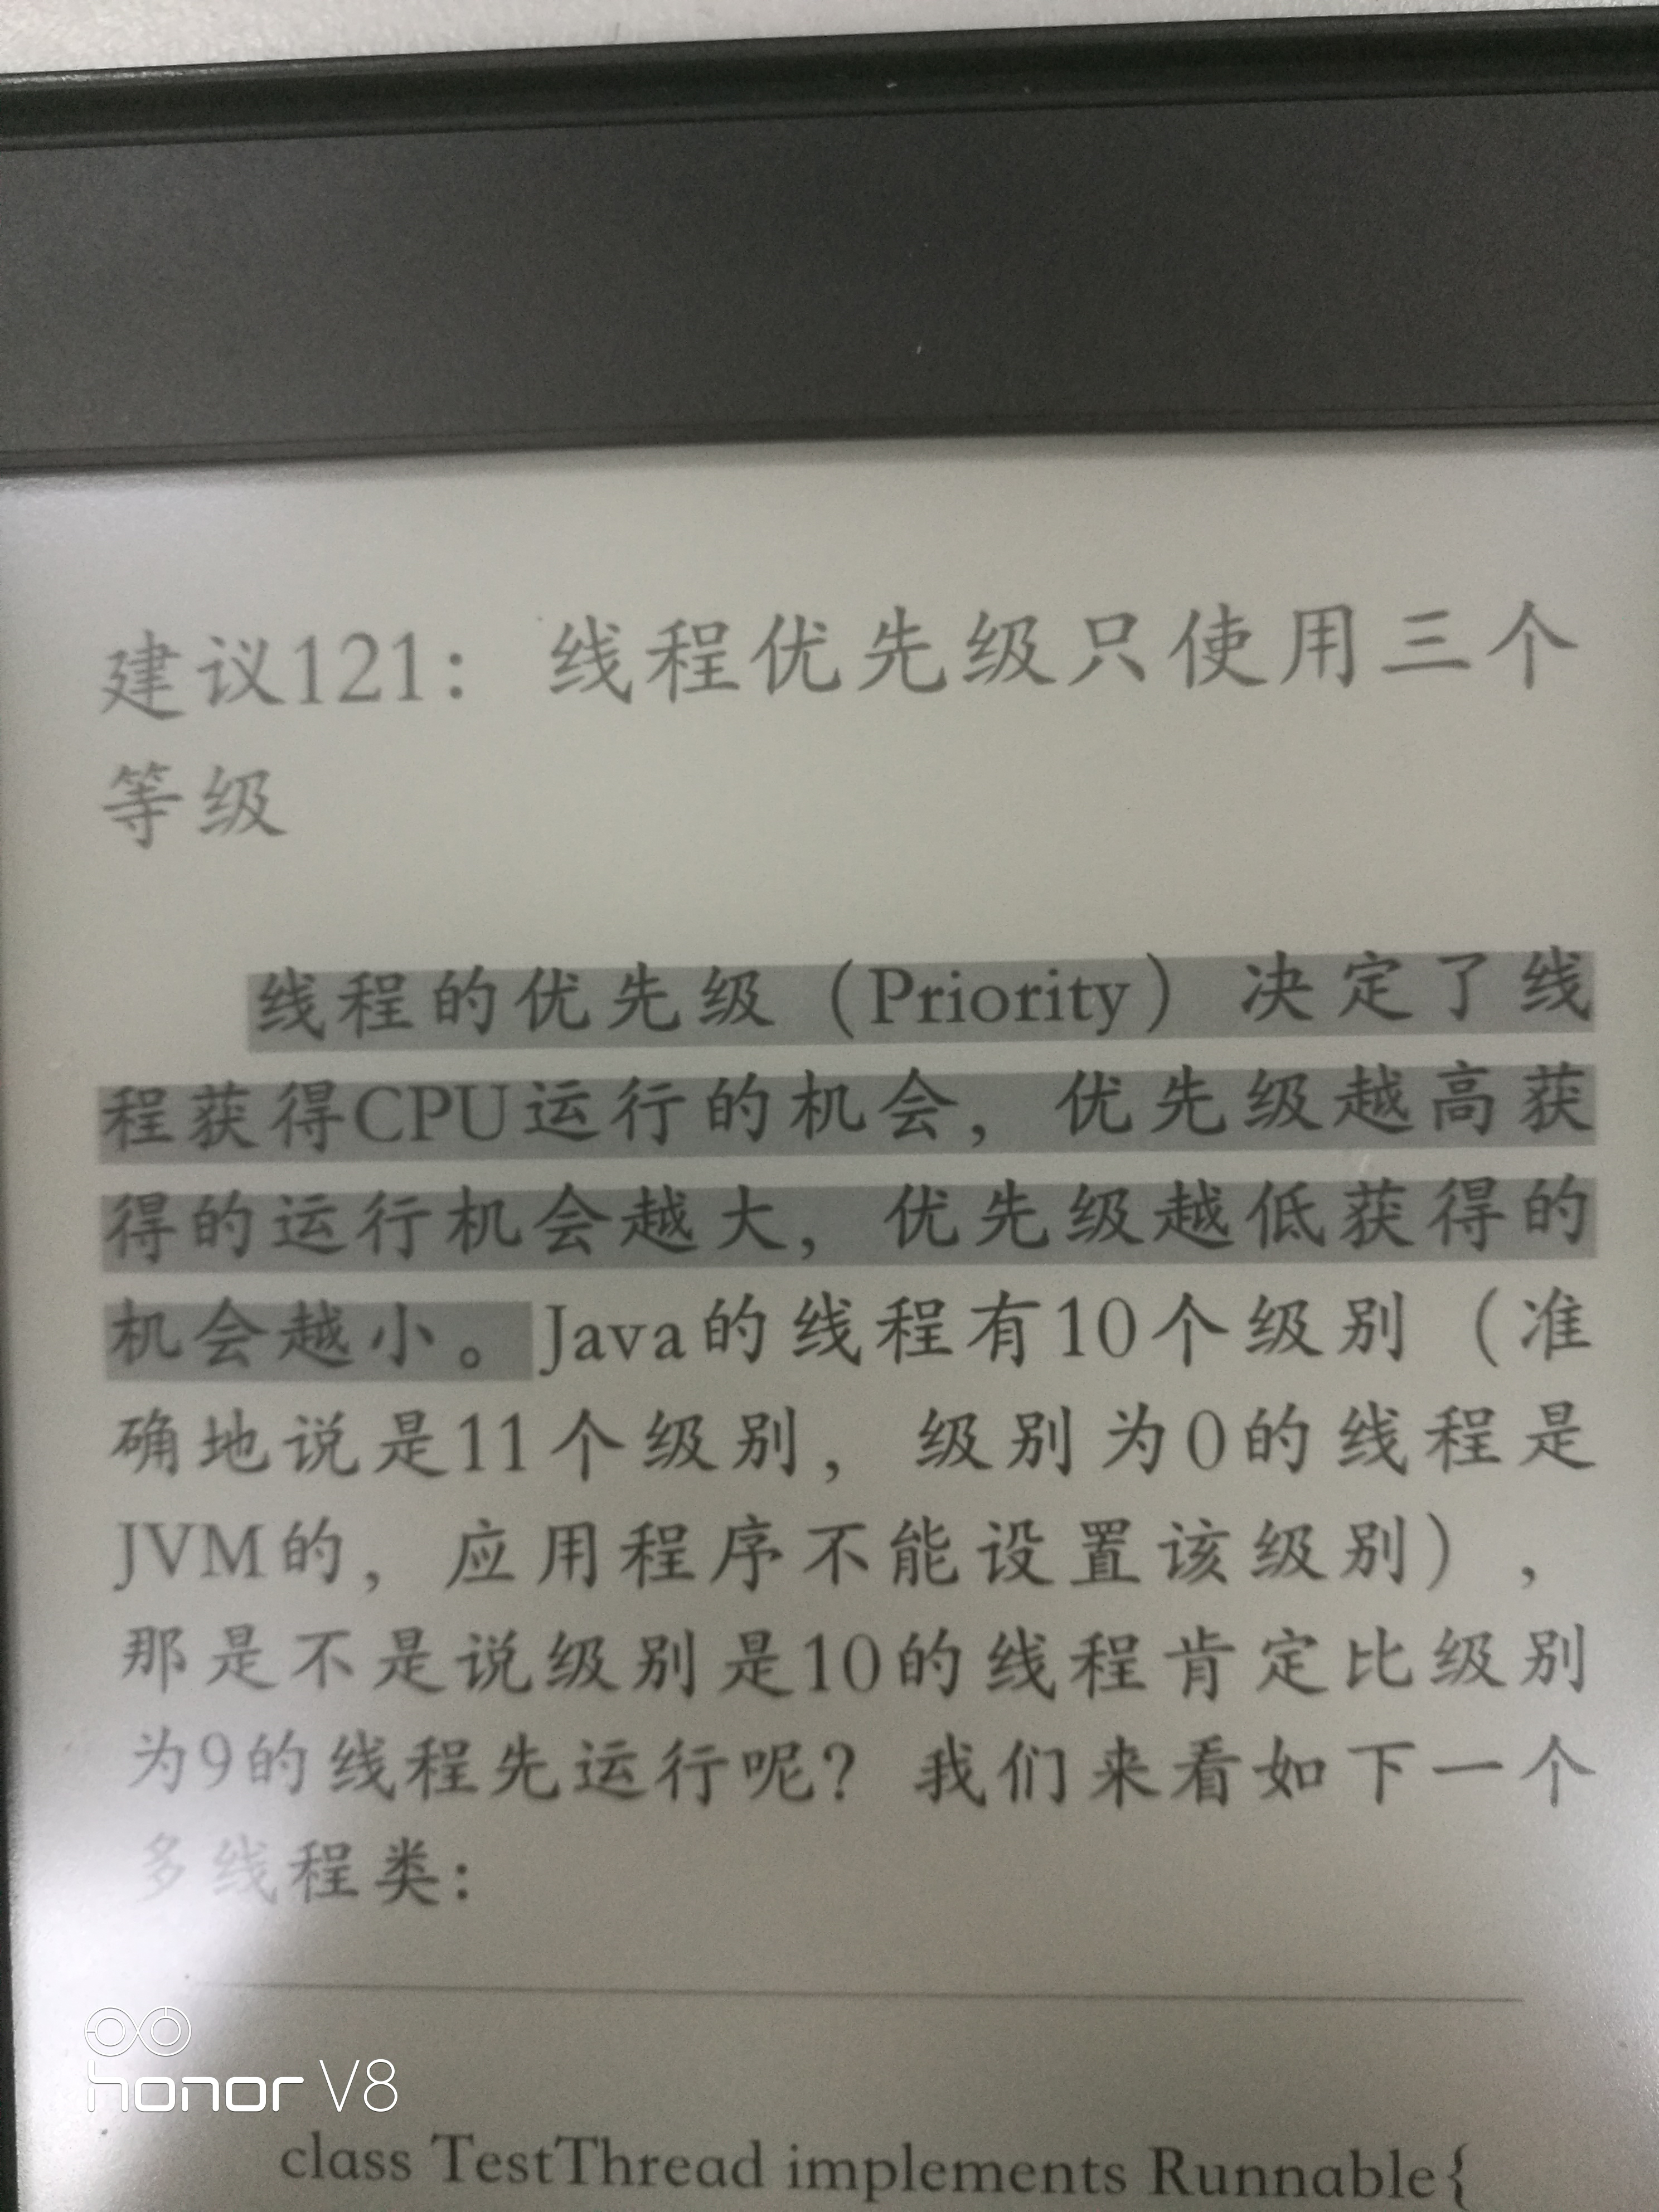 建议121：线程优先级只使用三个
等级
线程的优先级（Priority）决定了线
程获得CPU运行的机会，优先级越高获
得的运行机会越大，优先级越低获得的
机会越小。Java的线程有10个级别（准
确地说是11个级别，级别为0的线程是
JVM的，应用程序不能设置该级别），
那是不是说级别是10的线程肯定比级别
为9的线程先运行呢？我们来看如下一个
多线程类：
honor V8
class TestThread implements Runnable{